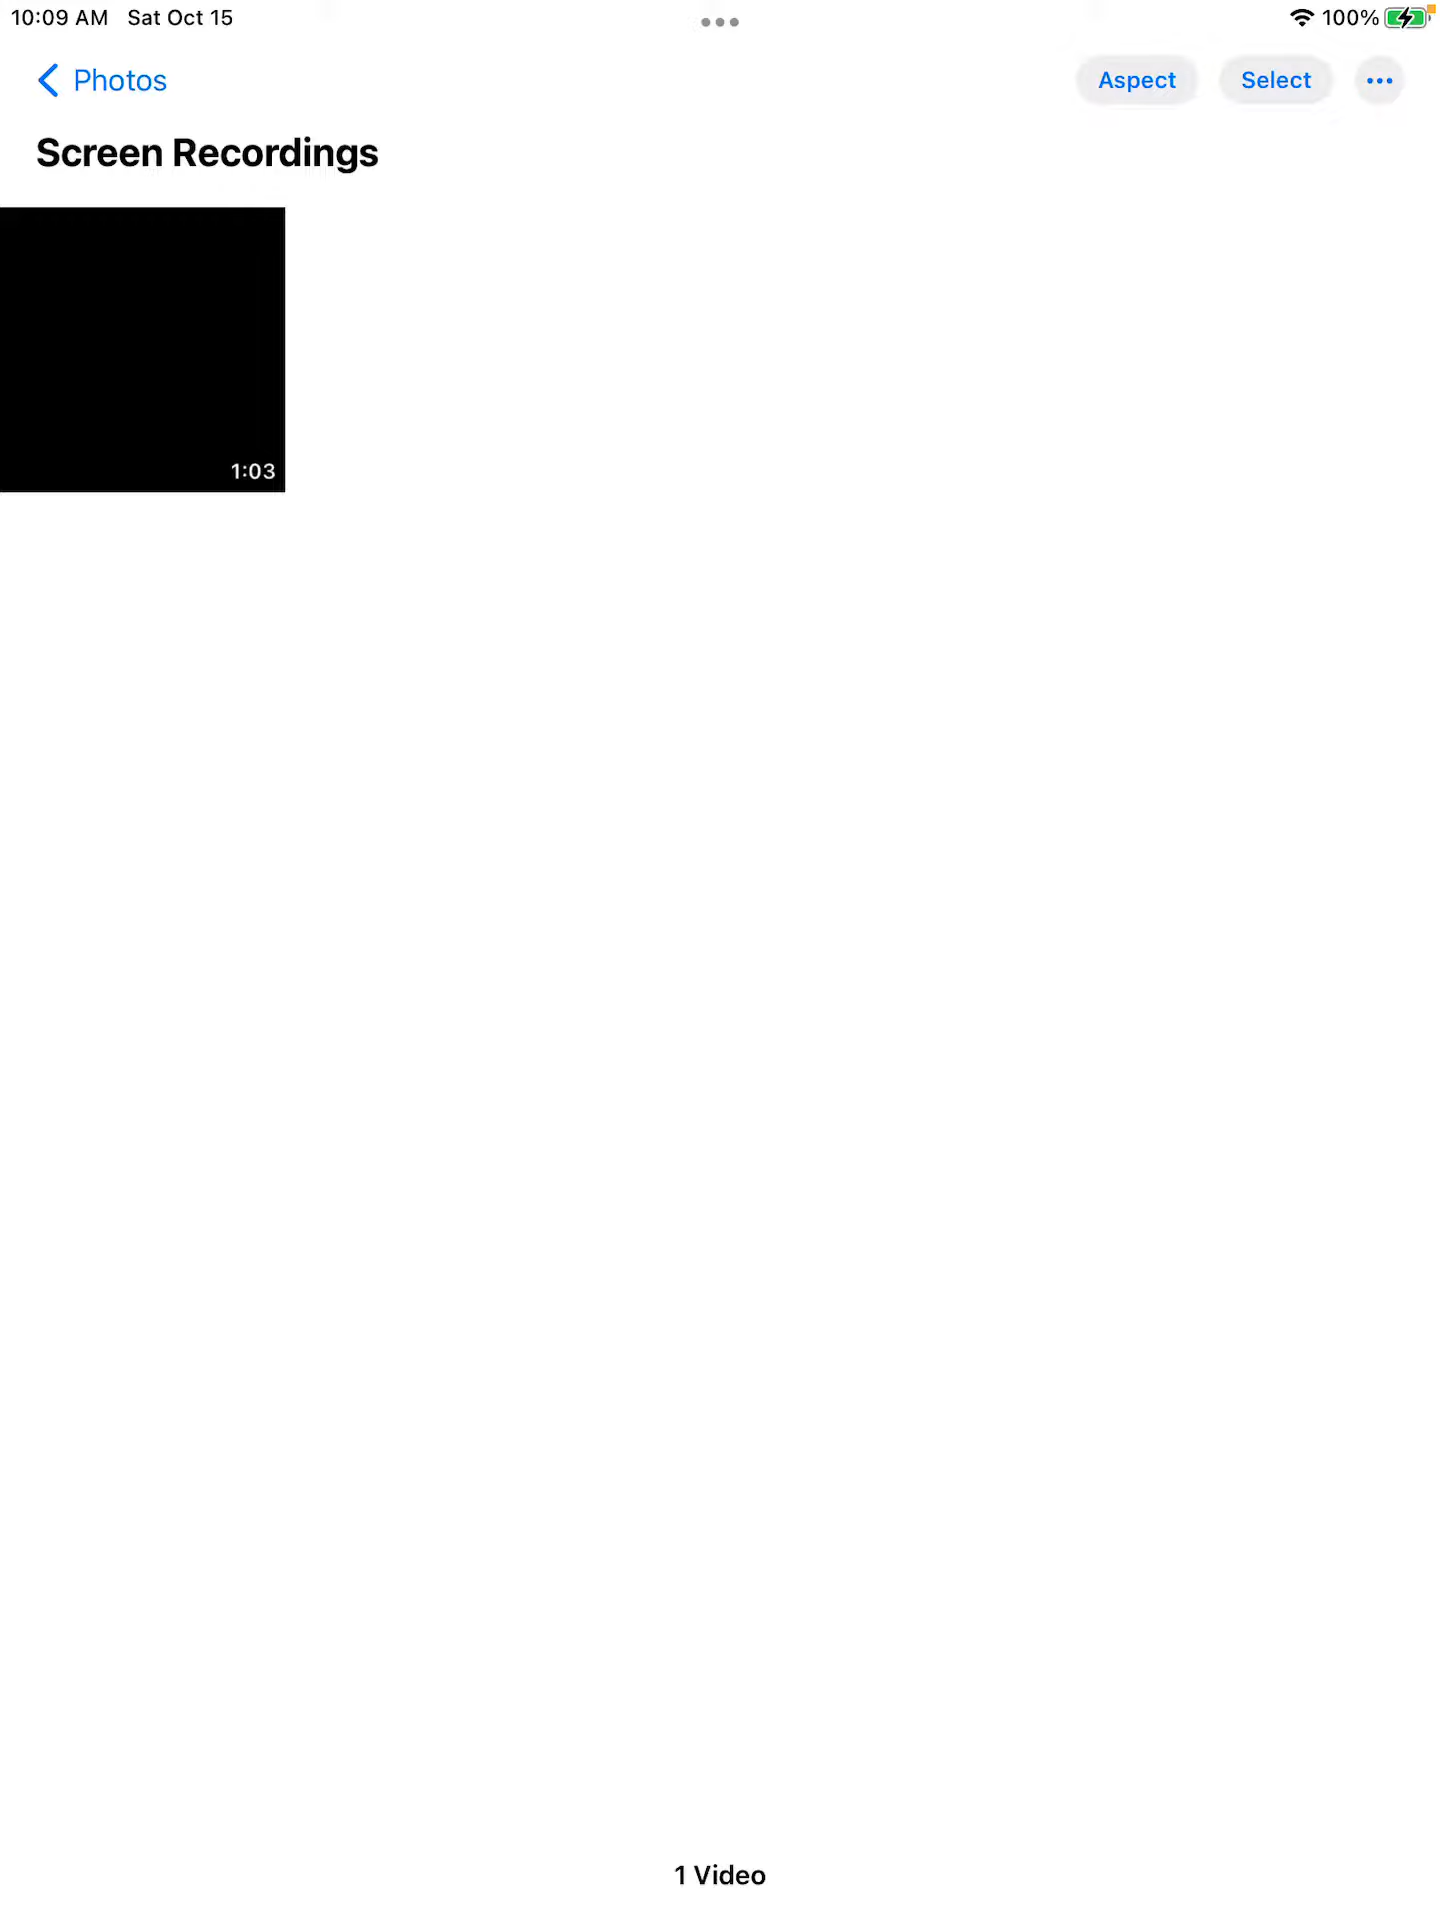 10:09 AM Sat Oct 15
100%
Photos
Aspect
Select
Screen Recordings
1:03
1 Video